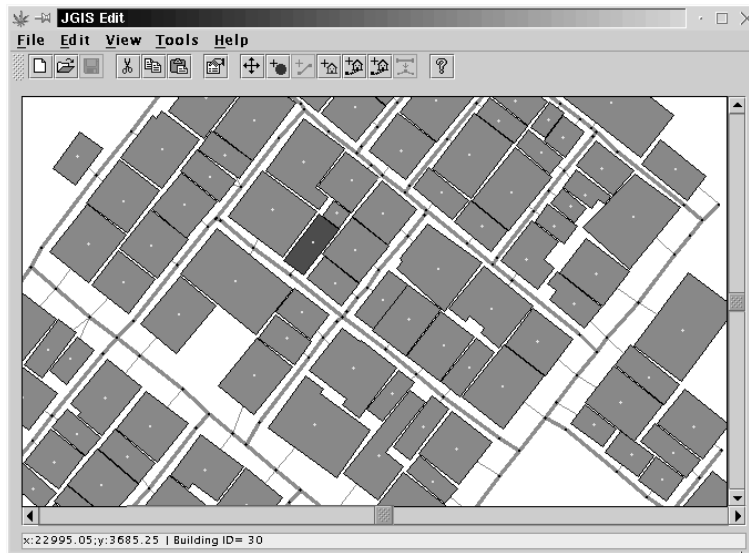 JGIS Edit
File Edit View Tools Help
x:22995.05;y:3685.25 | Building ID= 30